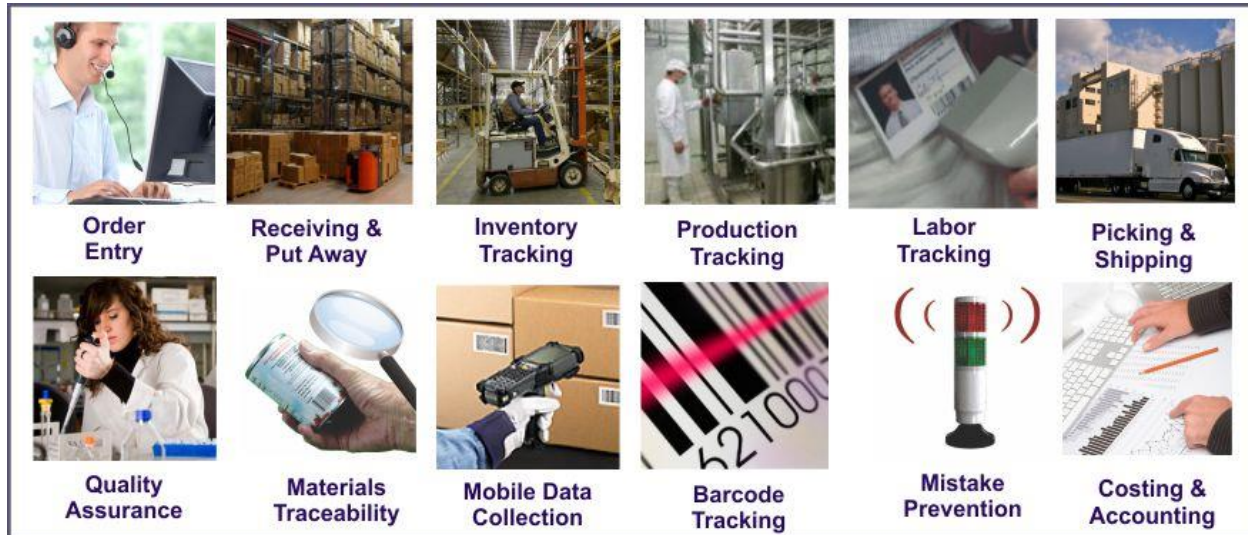 Order
Entry
Receiving &
Put Away
Inventory
Tracking
Production
Tracking
Labor
Tracking
Picking &
Shipping
Quality
Assurance
Materials
Traceability
Mobile Data
Collection
621000
Barcode
Tracking
Mistake
Prevention
Costing &
Accounting